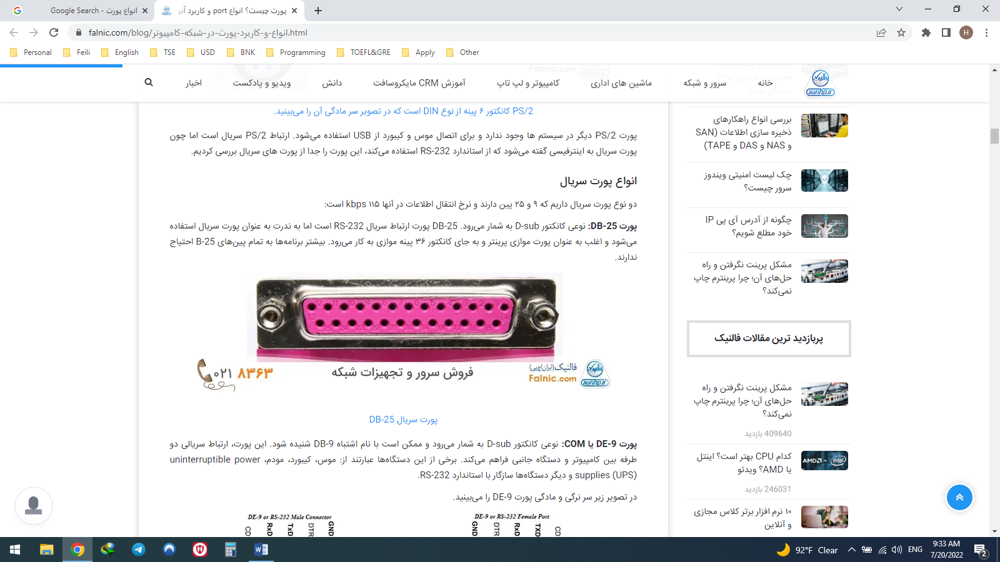 انواع پورت - Google Search
پورت چیست؟ انواع port و کاربرد آنها
falnic.com/blog/انواع-و-کاربرد-پورت-در-شبکه-کامپیوتر.html
H
Personal
Feili
English
TSE
USD
BNK
Programming
TOEFL&GRE
Apply
Other
خانه
سرور و شبکه
ماشین های اداری
کامپیوتر و لپ تاپ
آموزش CRM مایکروسافت
دانش
ویدیو و پادکست
اخبار
فالنیک
iranhp.ir
Falnic.com
PS/2 کانکتور ۶ پینه از نوع DIN است که در تصویر سر مادگی آن را می‌بینید.
پورت PS/2 دیگر در سیستم ها وجود ندارد و برای اتصال موس و کیبورد از USB استفاده می‌شود. ارتباط PS/2 سریال است اما چون
پورت سریال به اینترفیسی گفته می‌شود که از استاندارد RS-232 استفاده می‌کند، این پورت را جدا از پورت های سریال بررسی کردیم.
انواع پورت سریال
دو نوع پورت سریال داریم که ۹ و ۲۵ پین دارند و نرخ انتقال اطلاعات در آنها ۱۱۵ kbps است:
پورت DB-25: نوعی کانکتور D-sub به شمار می‌رود. DB-25 پورت ارتباط سریال RS-232 است اما به ندرت به عنوان پورت سریال استفاده
می‌شود و اغلب به عنوان پورت موازی پرینتر و به جای کانکتور ۳۶ پینه موازی به کار می‌رود. بیشتر برنامه‌ها به تمام پین‌های B-25 احتیاج
ندارند.
۰۲۱ ۸۳۶۳
فروش سرور و تجهیزات شبکه
فالنیک (ایران اچ پی)
Falnic.com
iranhp.ir
پورت سریال DB-25
پورت DE-9 یا COM: نوعی کانکتور D-sub به شمار می‌رود و ممکن است با نام اشتباه DB-9 شنیده شود. این پورت، ارتباط سریالی دو
طرفه بین کامپیوتر و دستگاه جانبی فراهم می‌کند. برخی از این دستگاه‌ها عبارتند از: موس، کیبورد، مودم، uninterruptible power
supplies (UPS) و دیگر دستگاه‌ها سازگار با استاندارد RS-232.
در تصویر زیر سر نرگی و مادگی پورت DE-9 را می‌بینید.
DE-9 or RS-232 Male Connector
CD
RxD
TxD
DTR
GND
DE-9 or RS-232 Female Port
GND
DTR
RxD
TXD
CD
بررسی انواع راهکارهای
ذخیره سازی اطلاعات (SAN
و NAS و DAS و TAPE)
چک لیست امنیتی ویندوز
سرور چیست؟
چگونه از آدرس آی پی IP
خود مطلع شویم؟
مشکل پرینت نگرفتن و راه
حل‌های آن؛ چرا پرینترم چاپ
نمی‌کند؟
پربازدید ترین مقالات فالنیک
مشکل پرینت نگرفتن و راه
حل‌های آن؛ چرا پرینترم چاپ
نمی‌کند؟
409640 بازدید
کدام CPU بهتر است؟ اینتل
یا AMD؟ ویدئو
AMD
intel
246031 بازدید
۱۰ نرم افزار برتر کلاس مجازی
و آنلاین
92°F Clear
ENG
9:33 AM
7/20/2022
2